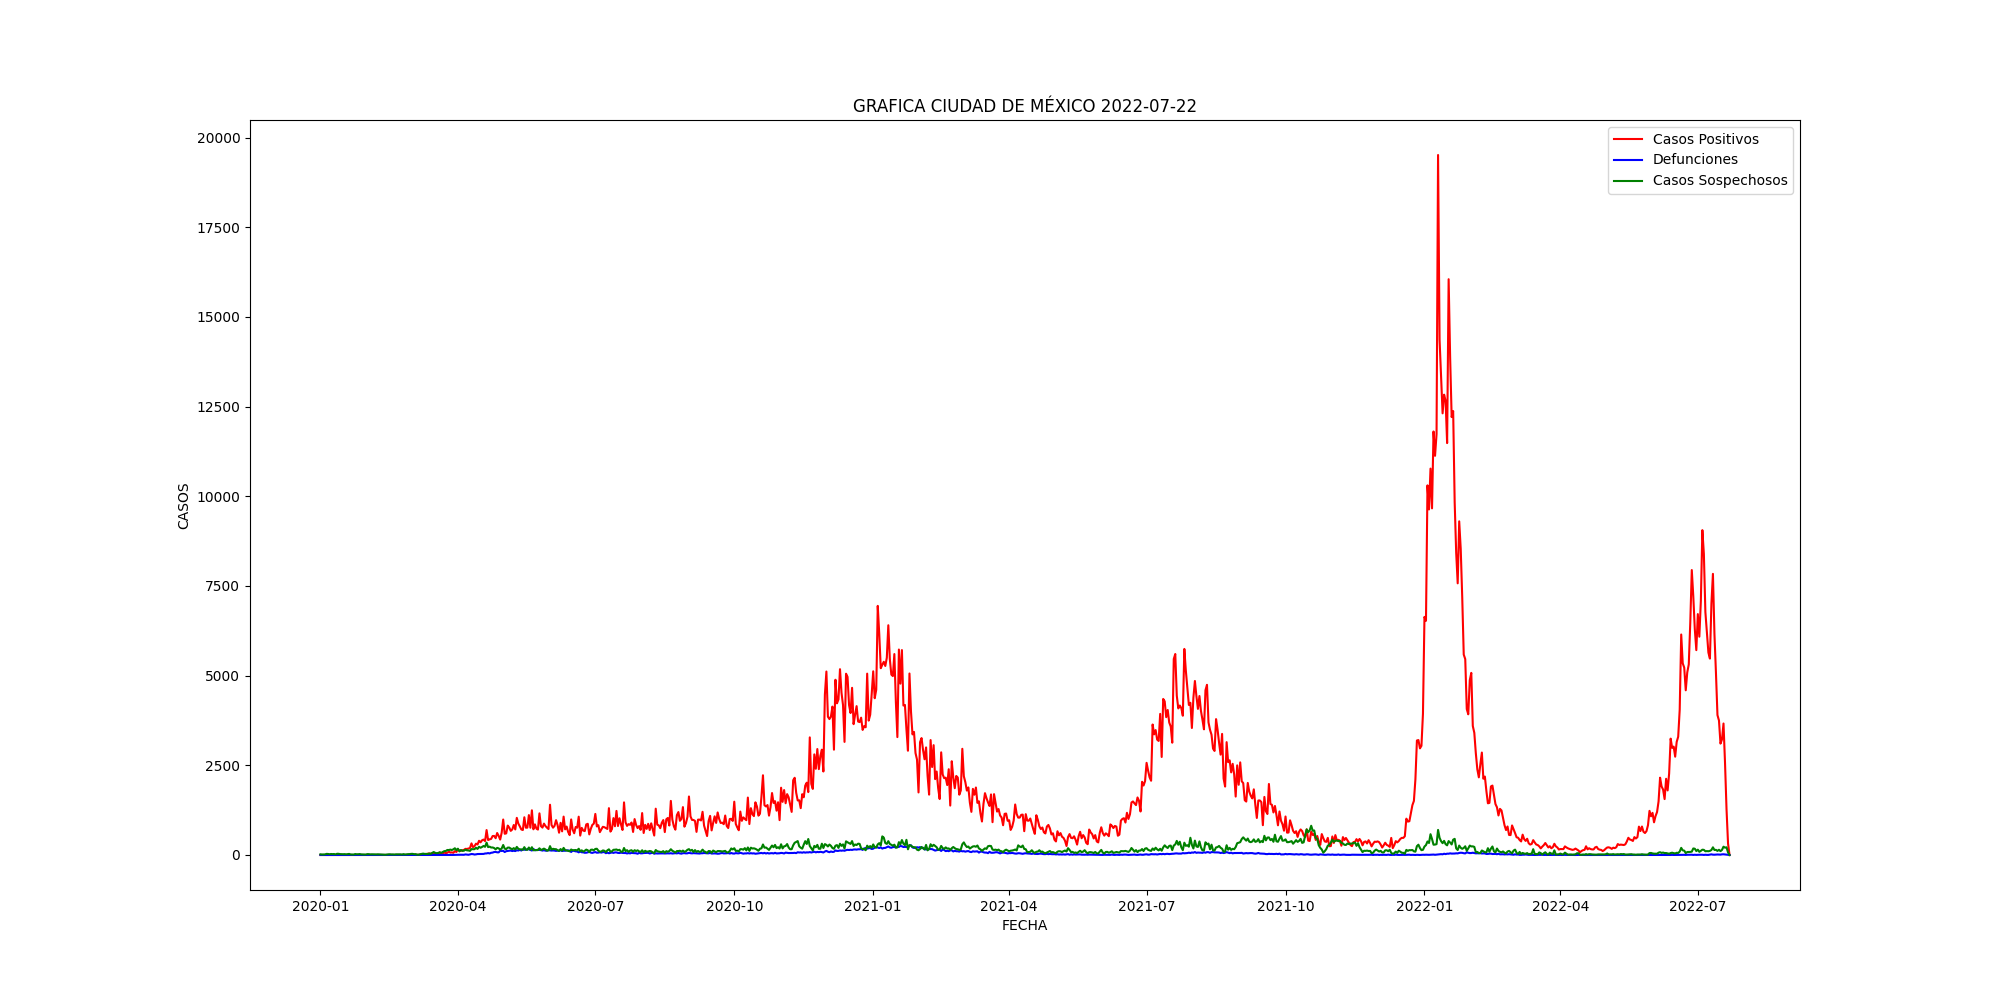 GRAFICA CIUDAD DE MÉXICO 2022-07-22
Casos Positivos
Defunciones
Casos Sospechosos
20000
17500
15000
12500
10000
7500
5000
2500
0
CASOS
2020-01 2020-04 2020-07 2020-10 2021-01 2021-04 2021-07 2021-10 2022-01 2022-04 2022-07
FECHA